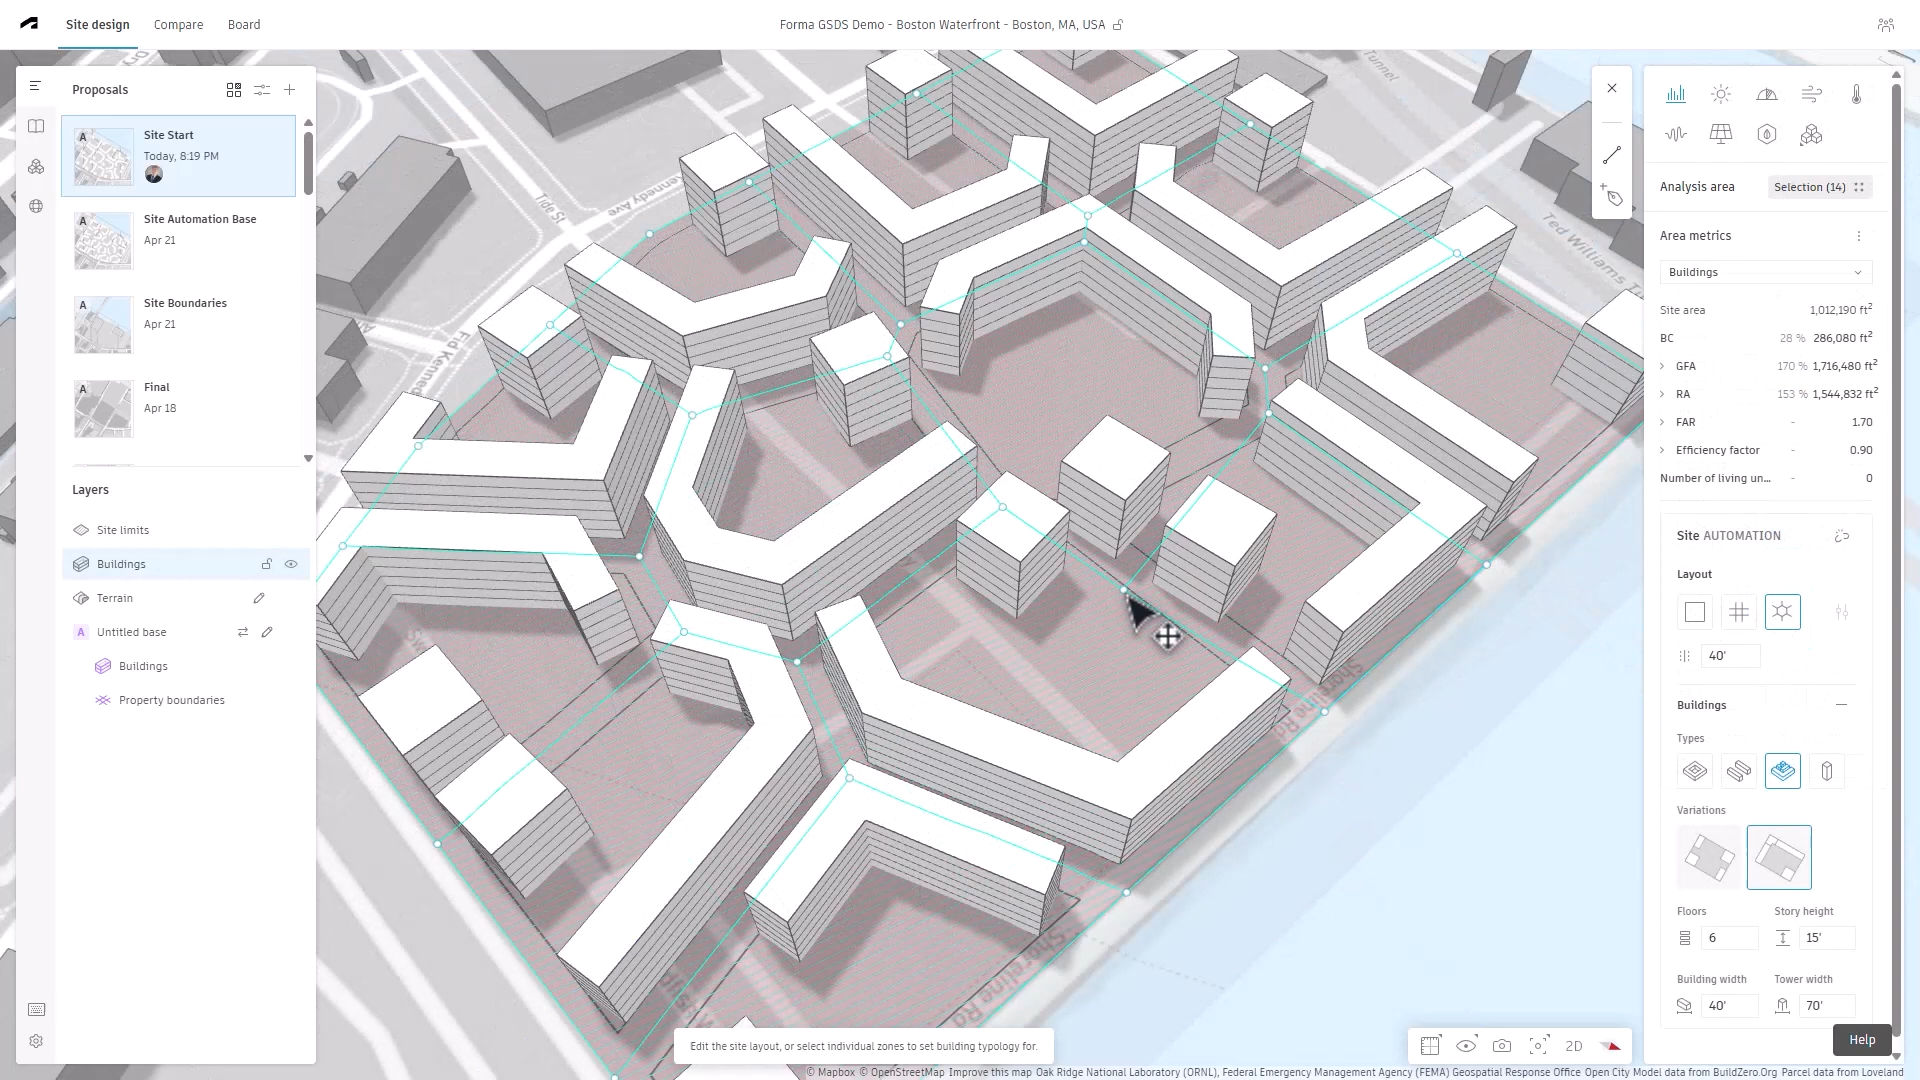 Site design
Compare
Board
Forma GSDS Demo - Boston Waterfront - Boston, MA, USA
Proposals
A
Site Start
Today, 8:19 PM
A
Site Automation Base
Apr 21
A
Site Boundaries
Apr 21
A
Final
Apr 18
Layers
Site limits
Buildings
Terrain
A Untitled base
Buildings
Property boundaries
Tide St
Kennedy Ave
Tunnel
Ted Williams
Shoreline Rd
Shoreline Rd
Analysis area
Selection (14)
Area metrics
Buildings
Site area 1,012,190 ft²
BC 28 % 286,080 ft²
GFA 170 % 1,716,480 ft²
RA 153 % 1,544,832 ft²
FAR - 1.70
Efficiency factor - 0.90
Number of living un... - 0
Site AUTOMATION
Layout
40'
Buildings
Types
Variations
Floors Story height
6 15'
Building width Tower width
40' 70'
Help
Edit the site layout, or select individual zones to set building typology for.
2D
© Mapbox © OpenStreetMap Improve this map Oak Ridge National Laboratory (ORNL), Federal Emergency Management Agency (FEMA) Geospatial Response Office Open City Model data from BuildZero.Org Parcel data from Loveland